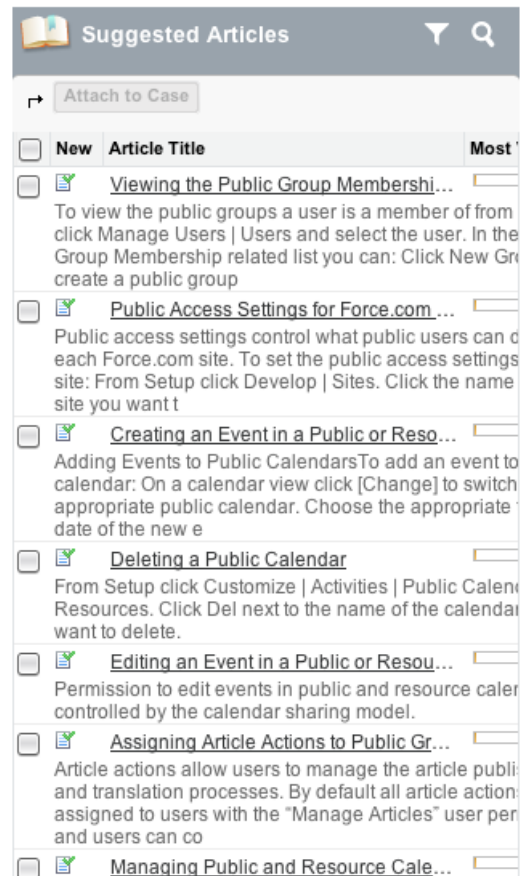 Suggested Articles
Attach to Case
New Article Title Most
Viewing the Public Group Membershi...
To view the public groups a user is a member of from
click Manage Users | Users and select the user. In the
Group Membership related list you can: Click New Gro
create a public group
Public Access Settings for Force.com ...
Public access settings control what public users can d
each Force.com site. To set the public access settings
site: From Setup click Develop | Sites. Click the name
site you want t
Creating an Event in a Public or Reso...
Adding Events to Public CalendarsTo add an event to
calendar: On a calendar view click [Change] to switch
appropriate public calendar. Choose the appropriate
date of the new e
Deleting a Public Calendar
From Setup click Customize | Activities | Public Calend
Resources. Click Del next to the name of the calendar
want to delete.
Editing an Event in a Public or Resou...
Permission to edit events in public and resource caler
controlled by the calendar sharing model.
Assigning Article Actions to Public Gr...
Article actions allow users to manage the article publi
and translation processes. By default all article action
assigned to users with the “Manage Articles” user per
and users can co
Managing Public and Resource Cale...